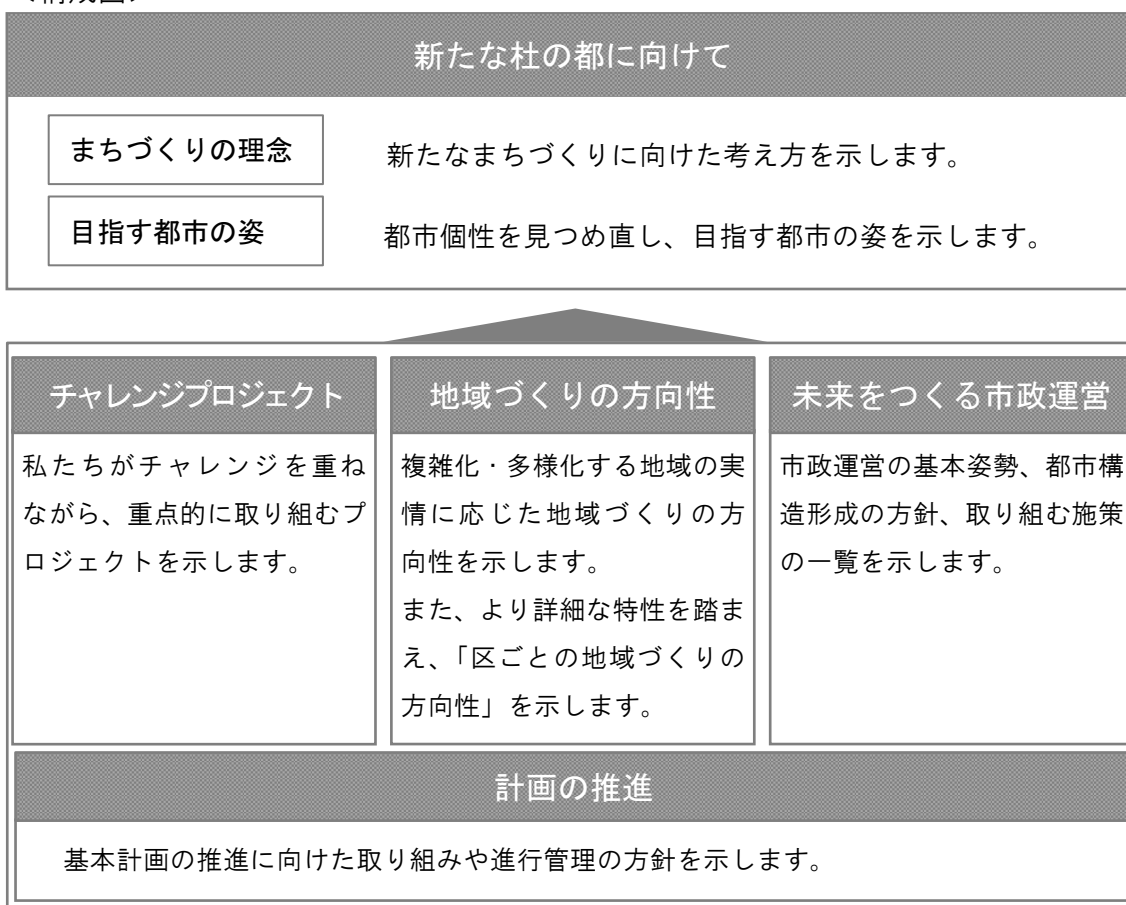 新たな杜の都に向けて
まちづくりの理念
新たなまちづくりに向けた考え方を示します。
目指す都市の姿
都市個性を見つめ直し、目指す都市の姿を示します。
チャレンジプロジェクト
私たちがチャレンジを重ね
ながら、重点的に取り組むプ
ロジェクトを示します。
地域づくりの方向性
複雑化・多様化する地域の実
情に応じた地域づくりの方
向性を示します。
また、より詳細な特性を踏ま
え、「区ごとの地域づくりの
方向性」を示します。
未来をつくる市政運営
市政運営の基本姿勢、都市構
造形成の方針、取り組む施策
の一覧を示します。
計画の推進
基本計画の推進に向けた取り組みや進行管理の方針を示します。